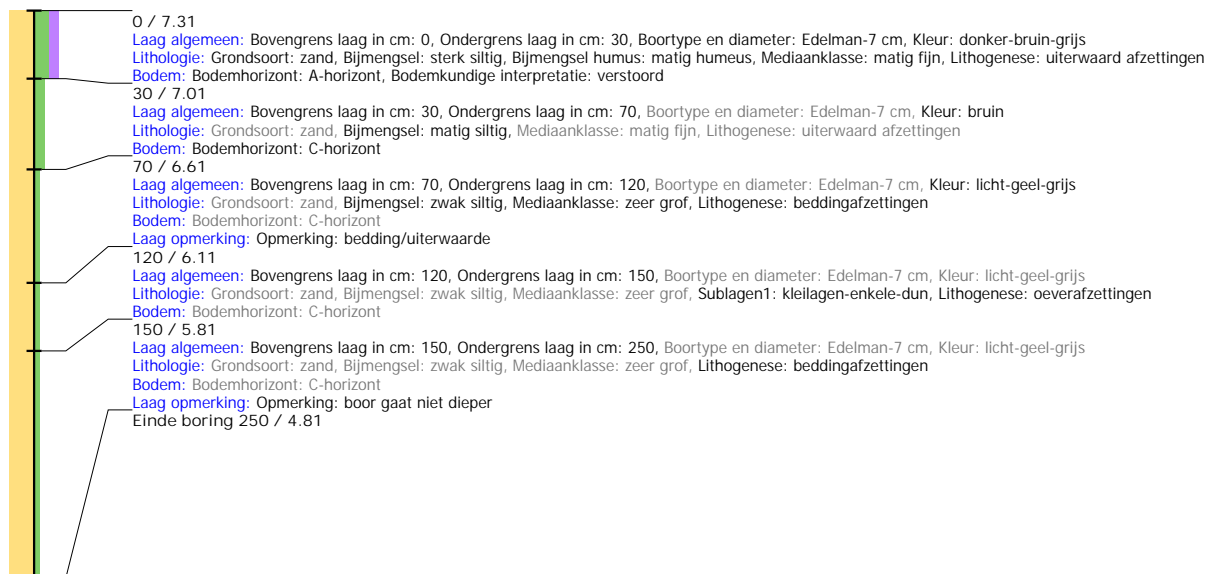 0 / 7.31
Laag algemeen: Bovengrens laag in cm: 0, Ondergrens laag in cm: 30, Boortype en diameter: Edelman-7 cm, Kleur: donker-bruin-grijs
Lithologie: Grondsoort: zand, Bijmengsel: sterk siltig, Bijmengsel humus: matig humeus, Mediaanklasse: matig fijn, Lithogenese: uiterwaard afzettingen
Bodem: Bodemhorizont: A-horizont, Bodemkundige interpretatie: verstoord
30 / 7.01
Laag algemeen: Bovengrens laag in cm: 30, Ondergrens laag in cm: 70, Boortype en diameter: Edelman-7 cm, Kleur: bruin
Lithologie: Grondsoort: zand, Bijmengsel: matig siltig, Mediaanklasse: matig fijn, Lithogenese: uiterwaard afzettingen
Bodem: Bodemhorizont: C-horizont
70 / 6.61
Laag algemeen: Bovengrens laag in cm: 70, Ondergrens laag in cm: 120, Boortype en diameter: Edelman-7 cm, Kleur: licht-geel-grijs
Lithologie: Grondsoort: zand, Bijmengsel: zwak siltig, Mediaanklasse: zeer grof, Lithogenese: beddingafzettingen
Bodem: Bodemhorizont: C-horizont
Laag opmerking: Opmerking: bedding/uiterwaarde
120 / 6.11
Laag algemeen: Bovengrens laag in cm: 120, Ondergrens laag in cm: 150, Boortype en diameter: Edelman-7 cm, Kleur: licht-geel-grijs
Lithologie: Grondsoort: zand, Bijmengsel: zwak siltig, Mediaanklasse: zeer grof, Sublagen1: kleilagen-enkele-dun, Lithogenese: oeverafzettingen
Bodem: Bodemhorizont: C-horizont
150 / 5.81
Laag algemeen: Bovengrens laag in cm: 150, Ondergrens laag in cm: 250, Boortype en diameter: Edelman-7 cm, Kleur: licht-geel-grijs
Lithologie: Grondsoort: zand, Bijmengsel: zwak siltig, Mediaanklasse: zeer grof, Lithogenese: beddingafzettingen
Bodem: Bodemhorizont: C-horizont
Laag opmerking: Opmerking: boor gaat niet dieper
Einde boring 250 / 4.81